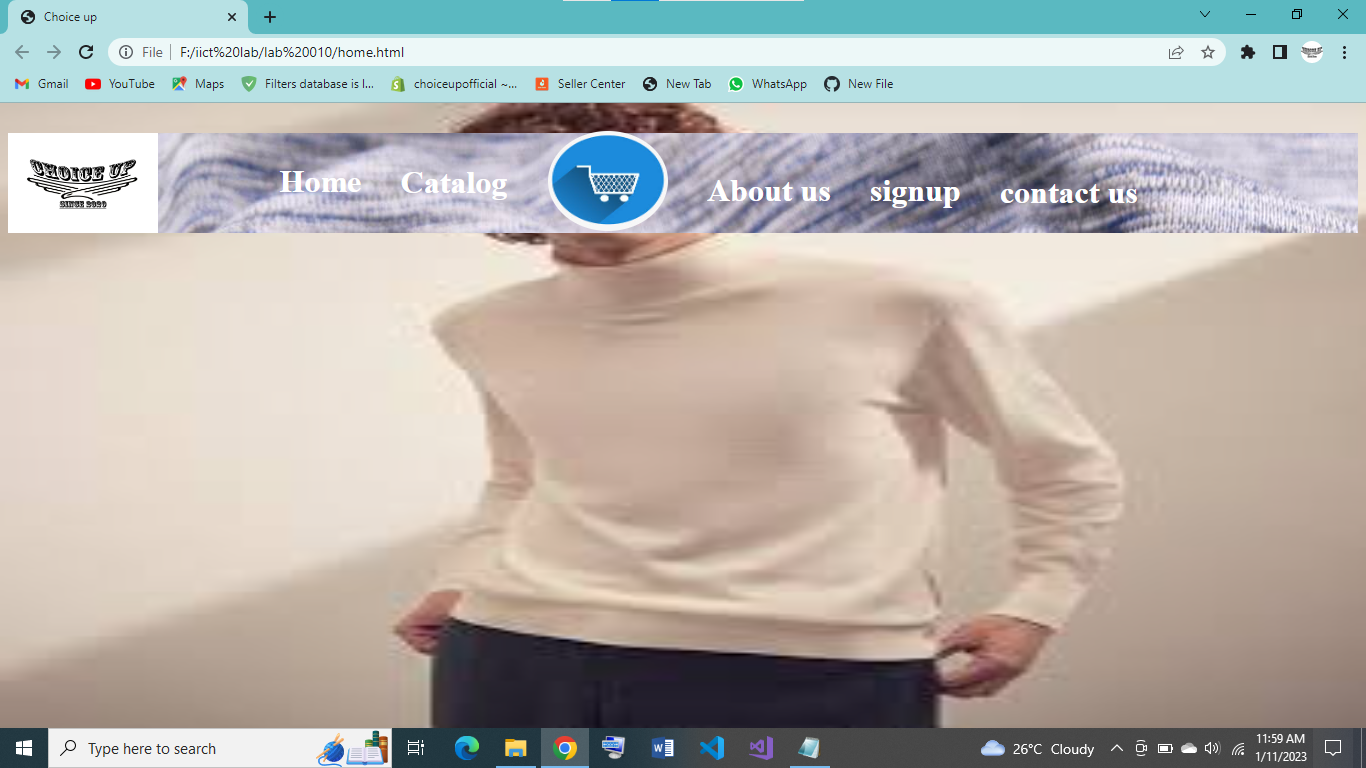 Choice up
File
F:/iict%20lab/lab%20010/home.html
Gmail
YouTube
Maps
Filters database is l...
choiceupofficial ~...
Seller Center
New Tab
WhatsApp
New File
CHOICE UP
SINCE 2020
Home
Catalog
About us
signup
contact us
Type here to search
26°C Cloudy
11:59 AM
1/11/2023